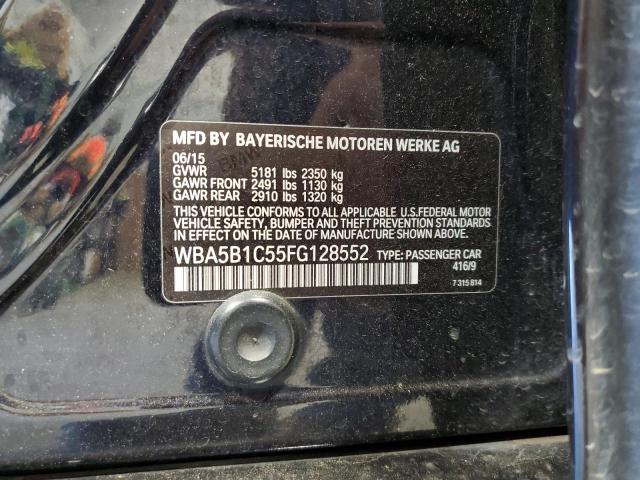 MFD BY BAYERISCHE MOTOREN WERKE AG
06/15
GVWR 5181 lbs 2350 kg
GAWR FRONT 2491 lbs 1130 kg
GAWR REAR 2910 lbs 1320 kg
THIS VEHICLE CONFORMS TO ALL APPLICABLE U.S.FEDERAL MOTOR
VEHICLE SAFETY, BUMPER AND THEFT PREVENTION STANDARDS
IN EFFECT ON THE DATE OF MANUFACTURE SHOWN ABOVE.
WBA5B1C55FG128552 TYPE: PASSENGER CAR
416/9
7 315 814